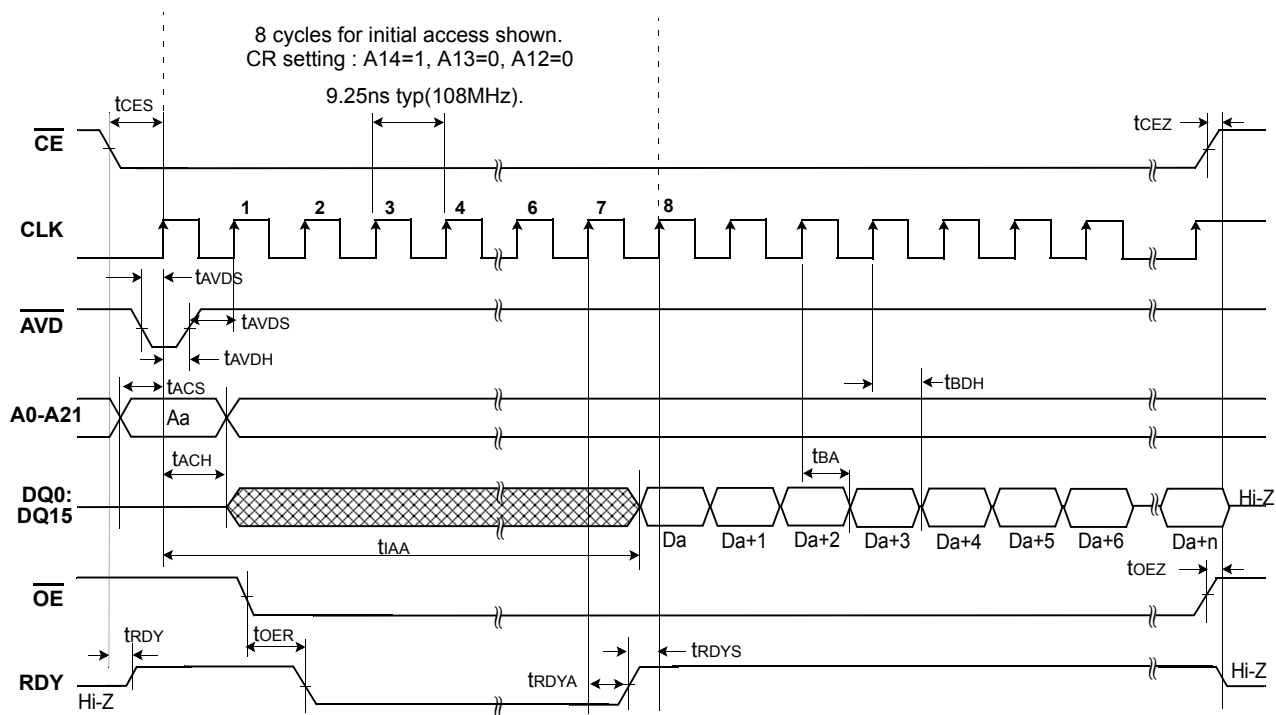 8 cycles for initial access shown.
CR setting : A14=1, A13=0, A12=0
9.25ns typ(108MHz).
tCES
tCEZ
CE
1 2 3 4 6 7 8
CLK
tAVDS
AVD
tAVDS
tAVDH
tBDH
tACS
A0-A21
Aa
tACH
tBA
DQ0:
DQ15
Hi-Z
tIAA
Da Da+1 Da+2 Da+3 Da+4 Da+5 Da+6 Da+n
tOEZ
OE
tOER
tRDY
tRDYS
RDY
tRDYA
Hi-Z
Hi-Z